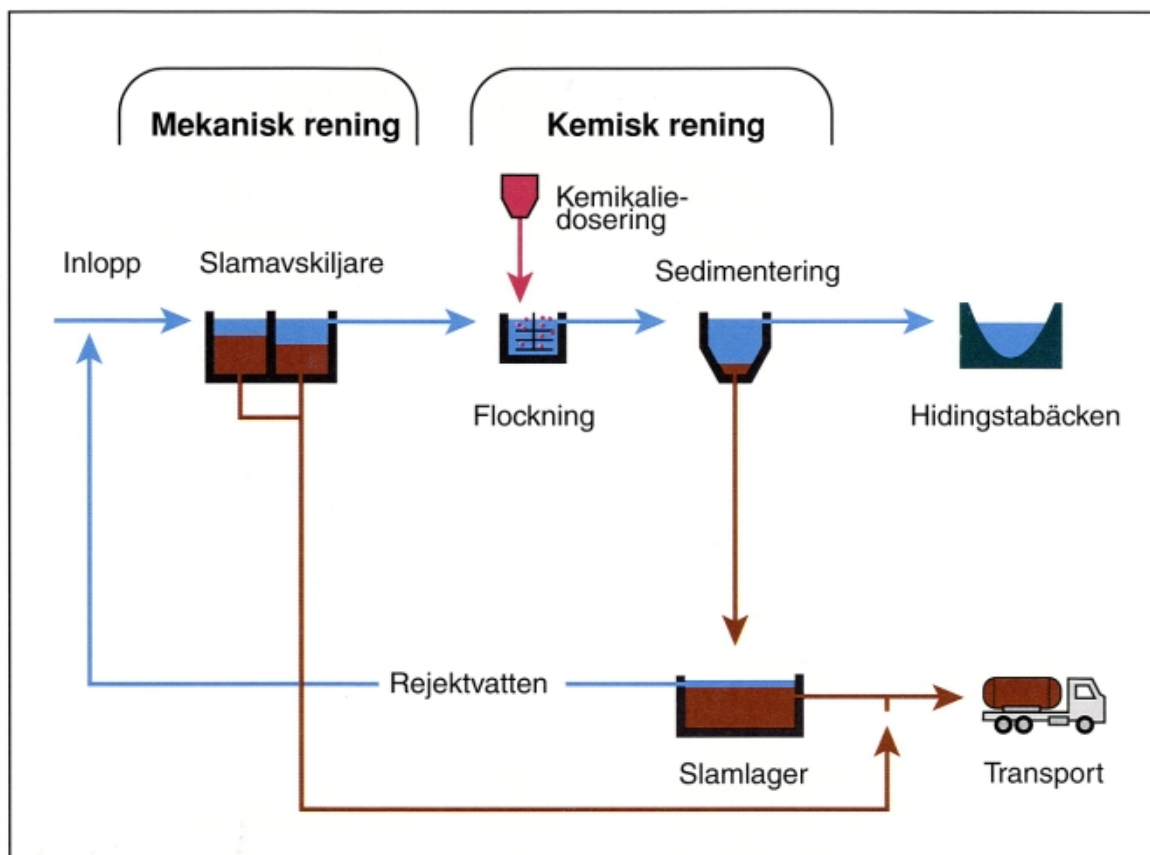 Mekanisk rening
Kemisk rening
Kemikalie-
dosering
Inlopp
Slamavskiljare
Sedimentering
Flockning
Hidingstabäcken
Rejektvatten
Slamlager
Transport